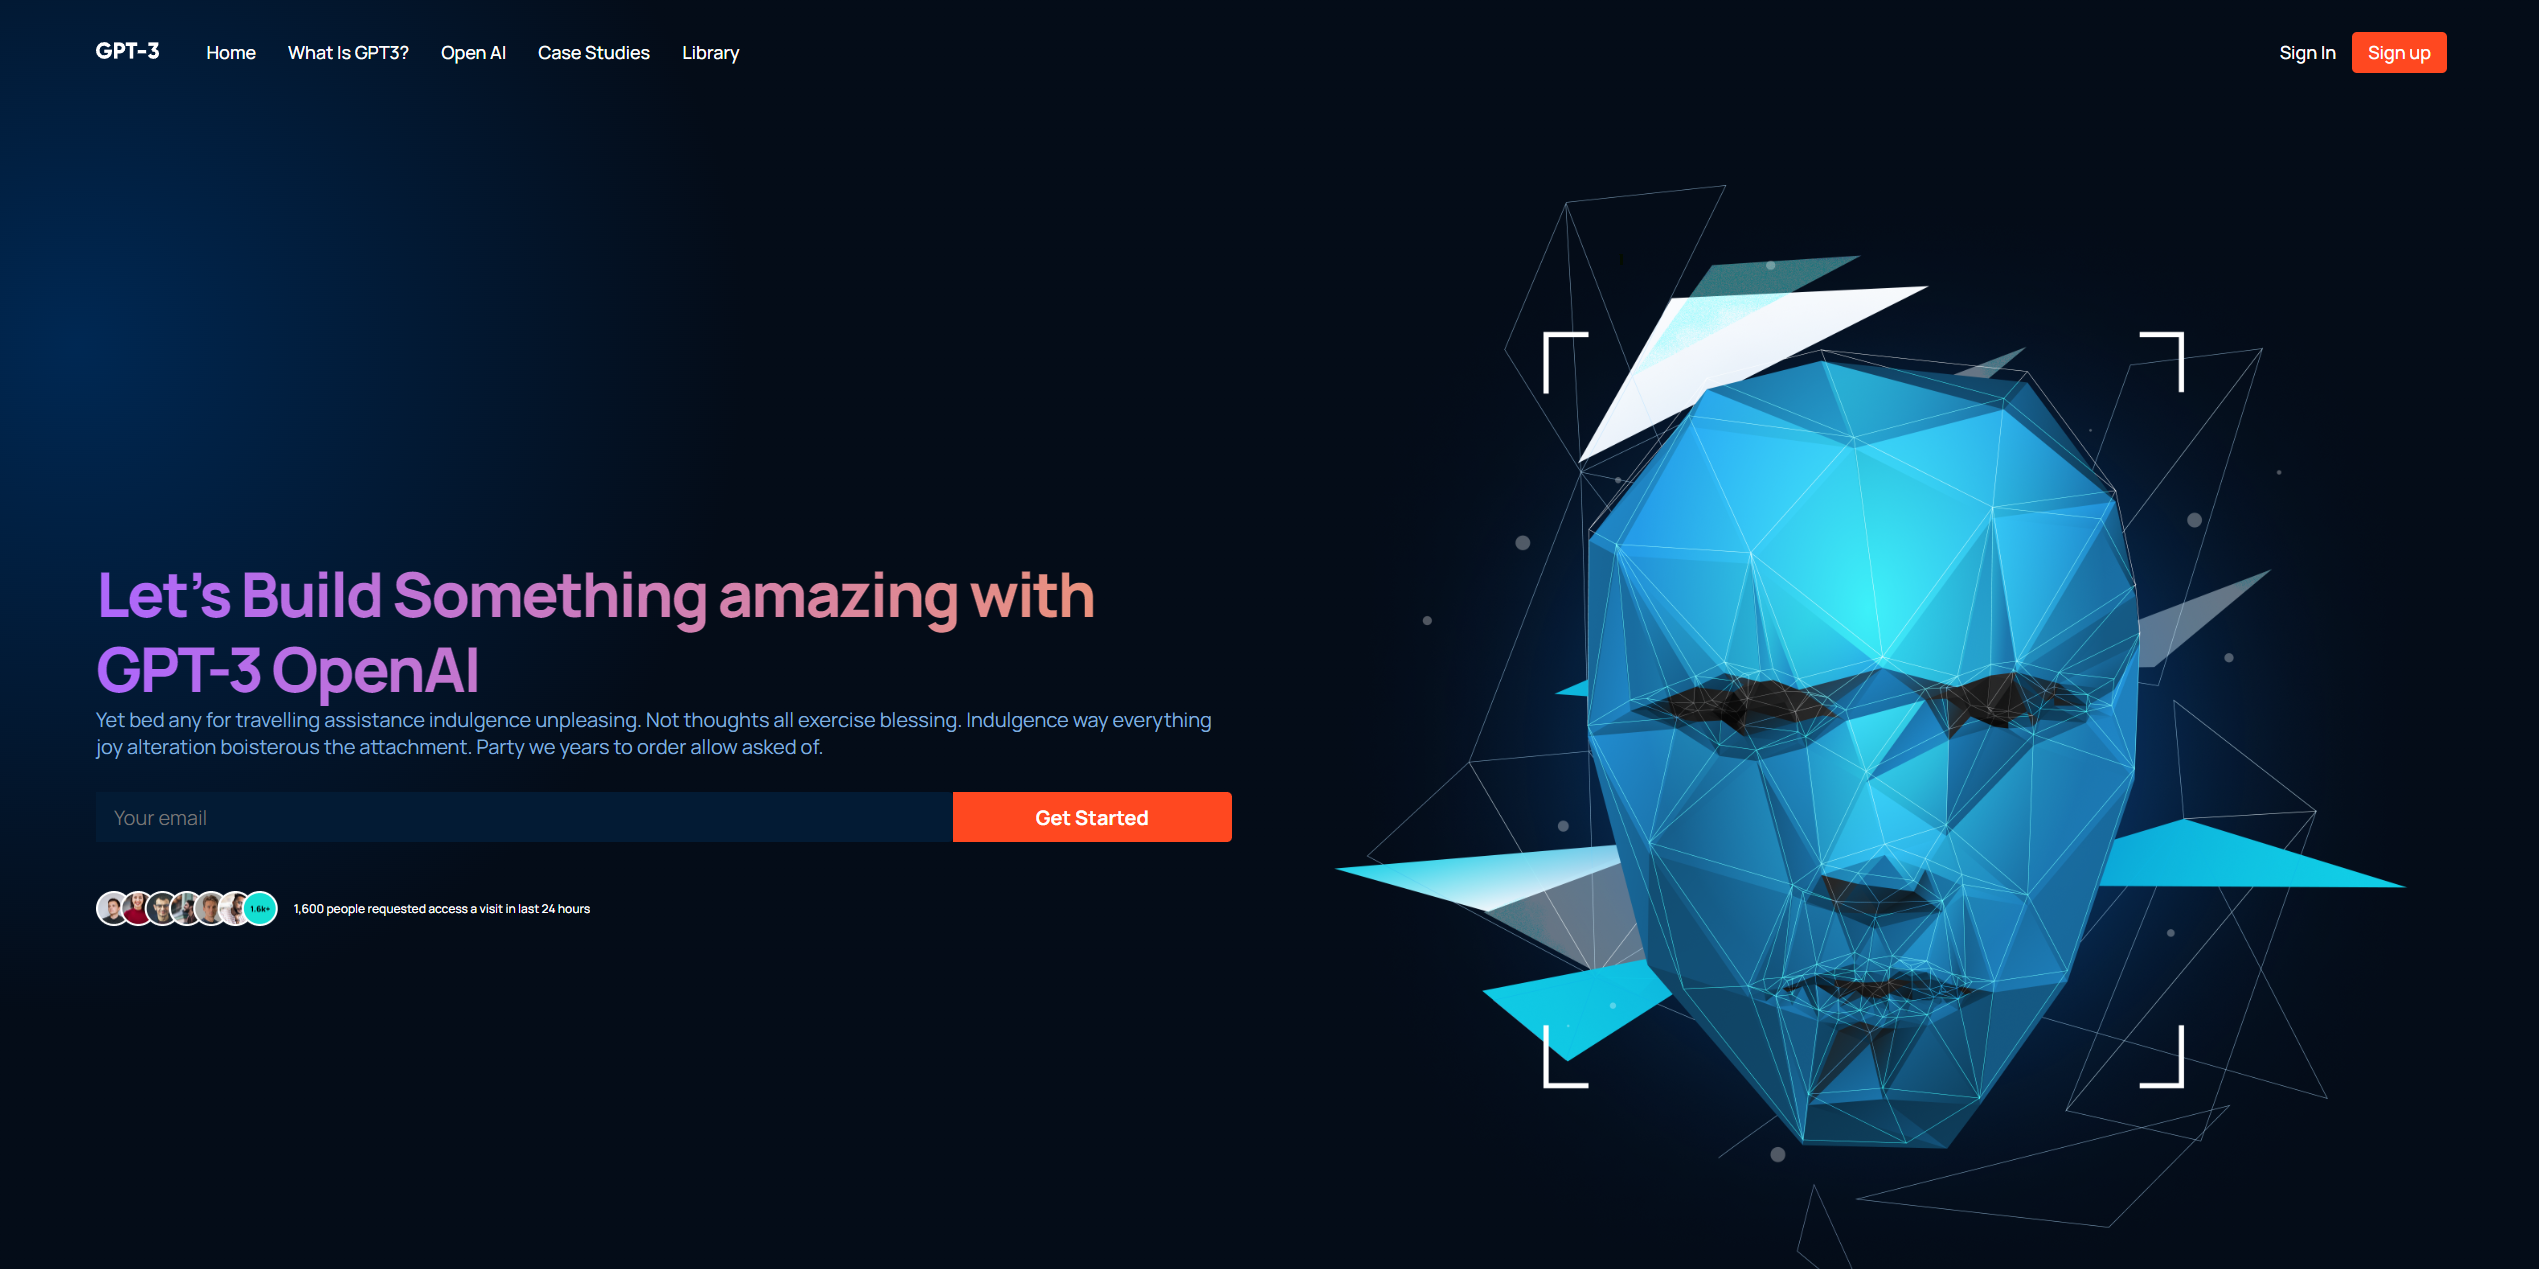 GPT-3
Home
What Is GPT3?
Open AI
Case Studies
Library
Sign In
Sign up
Let’s Build Something amazing with
GPT-3 OpenAI
Yet bed any for travelling assistance indulgence unpleasing. Not thoughts all exercise blessing. Indulgence way everything
joy alteration boisterous the attachment. Party we years to order allow asked of.
Your email
Get Started
1.6k+
1,600 people requested access a visit in last 24 hours